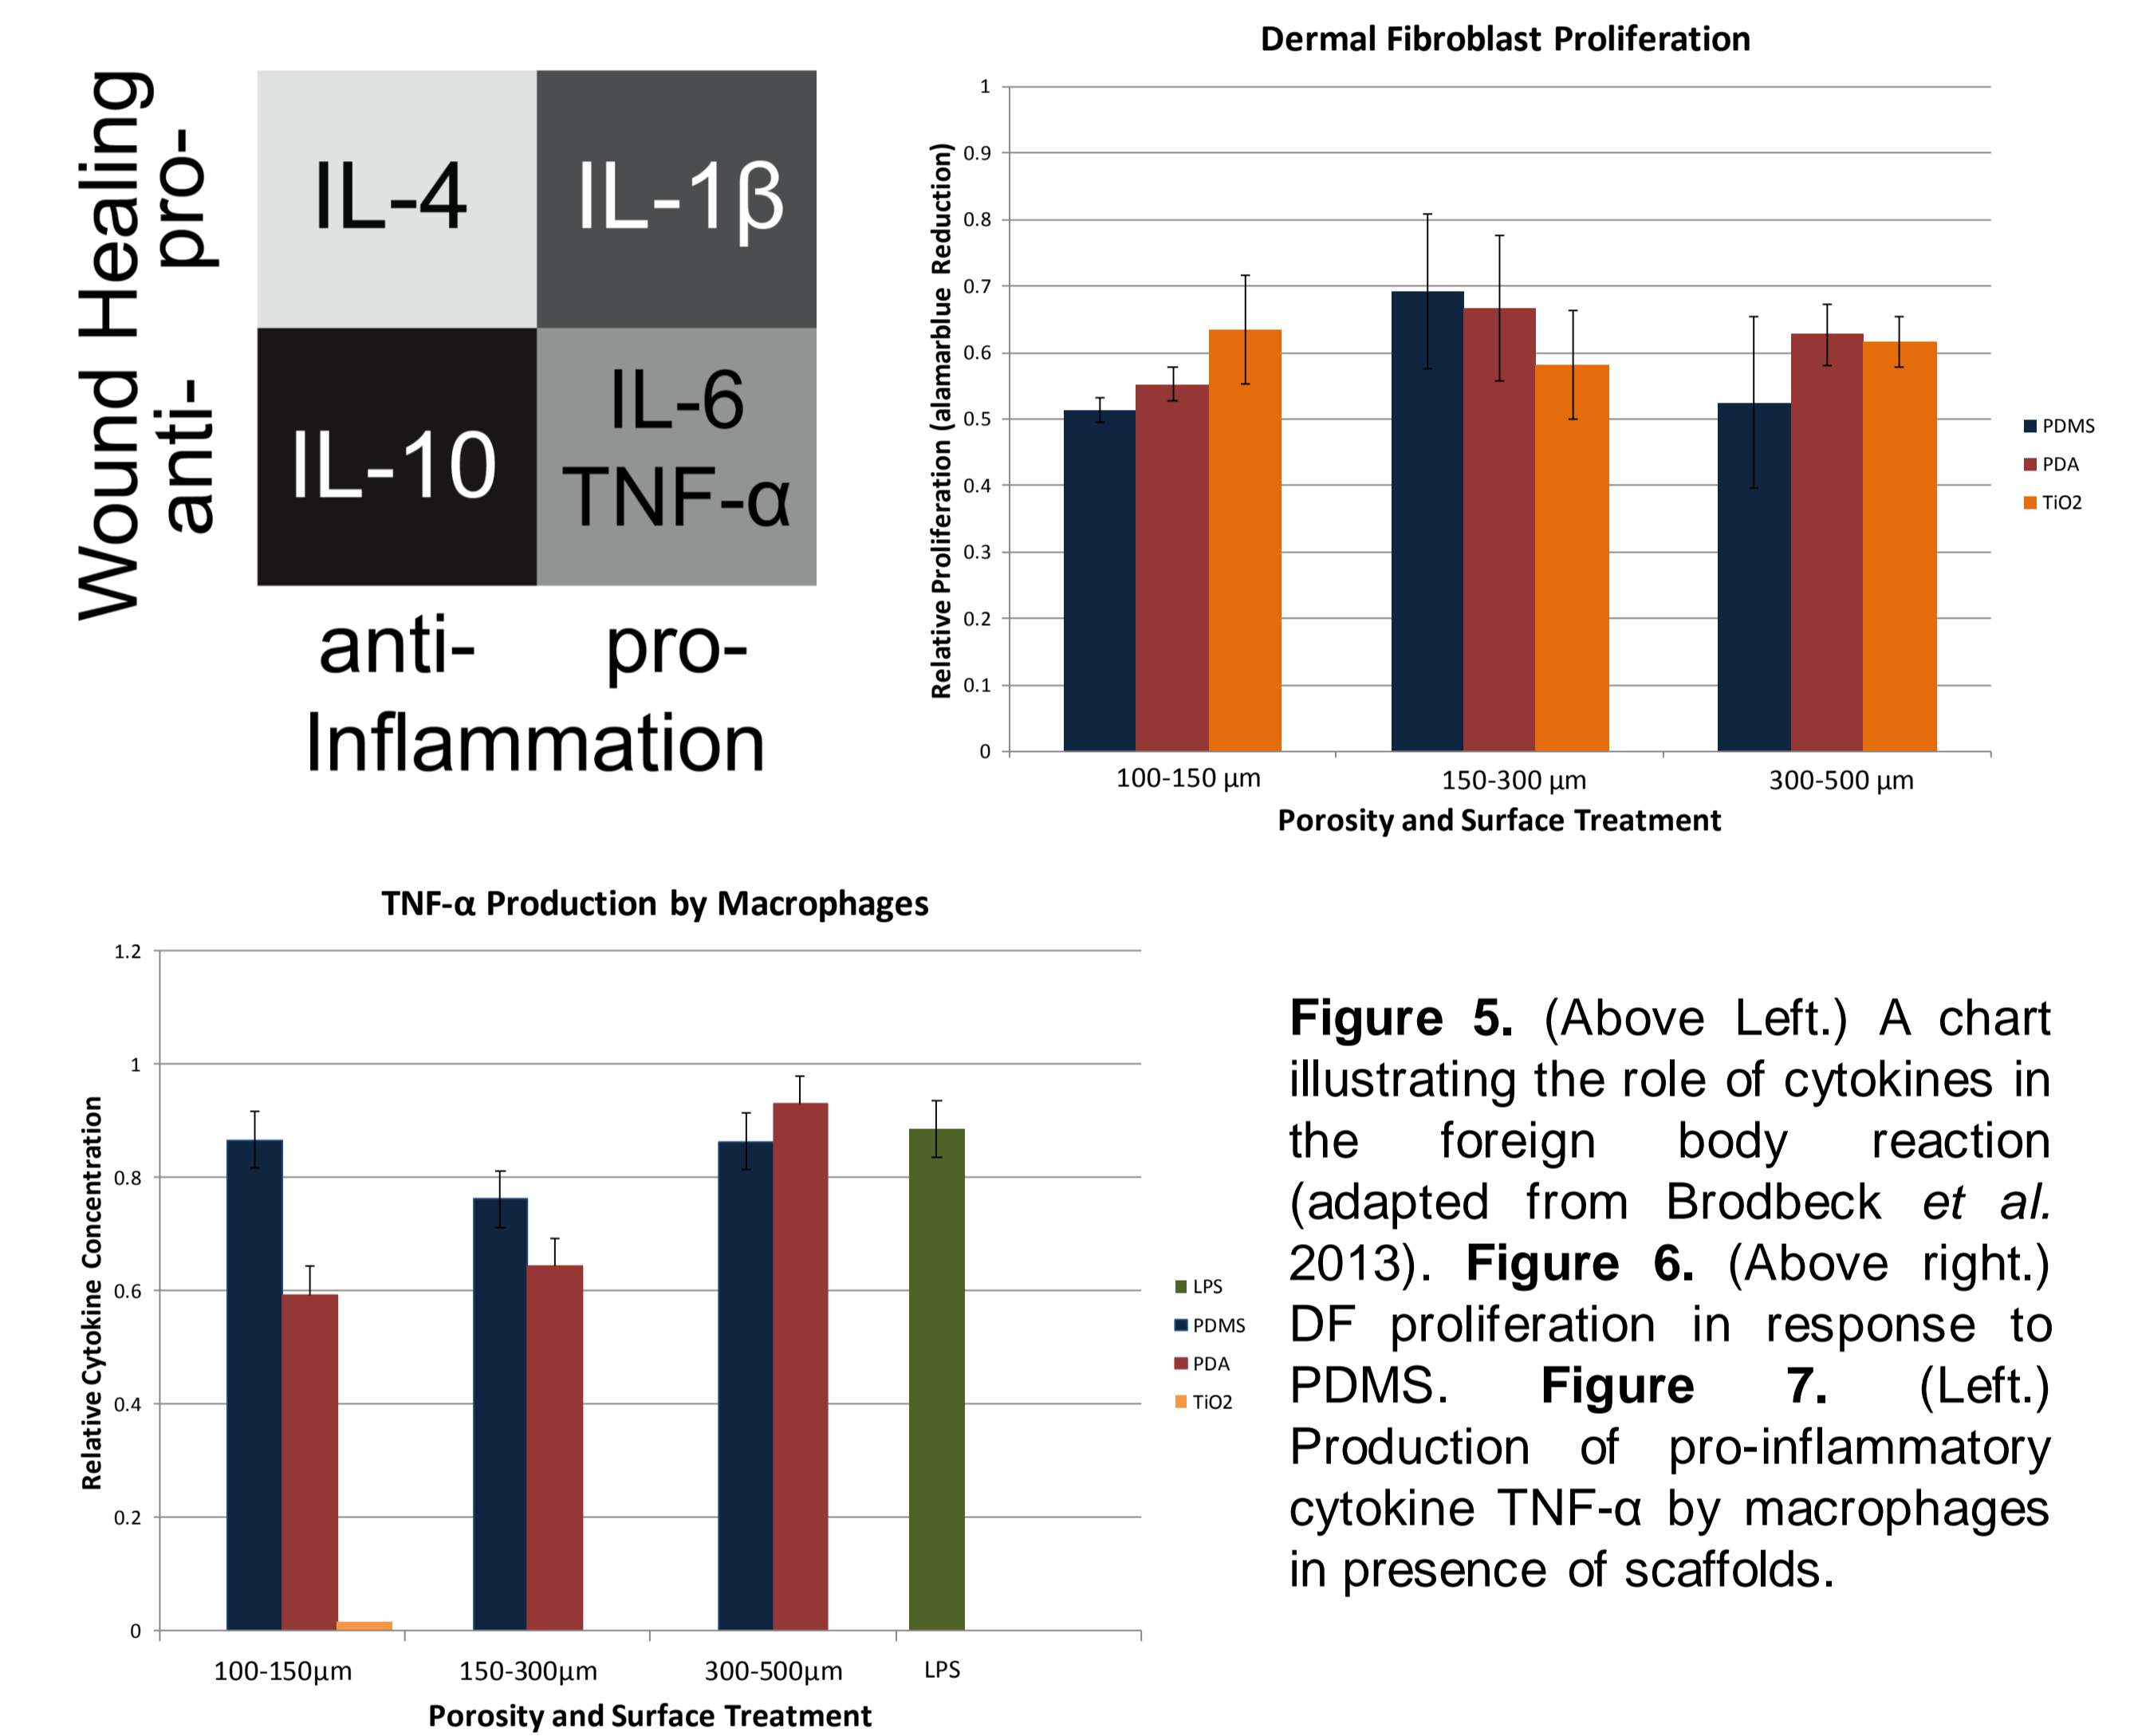 Wound Healing
pro-
anti-
IL-4
IL-1β
IL-10
IL-6
TNF-α
anti-
pro-
Inflammation
Dermal Fibroblast Proliferation
Relative Proliferation (alamarblue Reduction)
1
0.9
0.8
0.7
0.6
0.5
0.4
0.3
0.2
0.1
0
100-150 µm
150-300 µm
300-500 µm
Porosity and Surface Treatment
PDMS
PDA
TiO2
TNF-α Production by Macrophages
Relative Cytokine Concentration
1.2
1
0.8
0.6
0.4
0.2
0
100-150µm
150-300µm
300-500µm
LPS
Porosity and Surface Treatment
LPS
PDMS
PDA
TiO2
Figure 5. (Above Left.) A chart
illustrating the role of cytokines in
the foreign body reaction
(adapted from Brodbeck et al.
2013). Figure 6. (Above right.)
DF proliferation in response to
PDMS. Figure 7. (Left.)
Production of pro-inflammatory
cytokine TNF-α by macrophages
in presence of scaffolds.